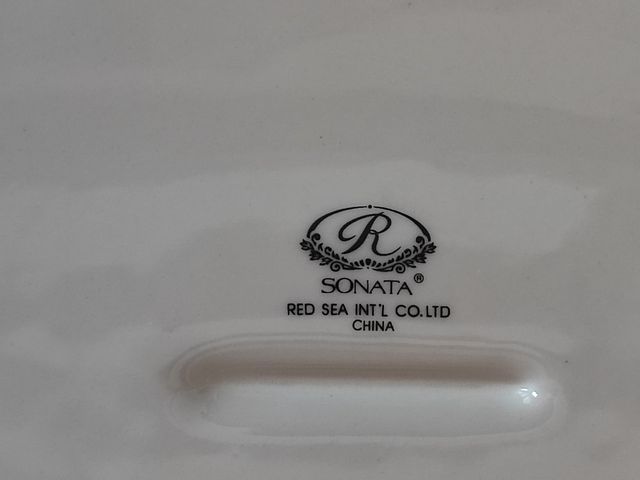 R
SONATA®
RED SEA INT'L CO.LTD
CHINA